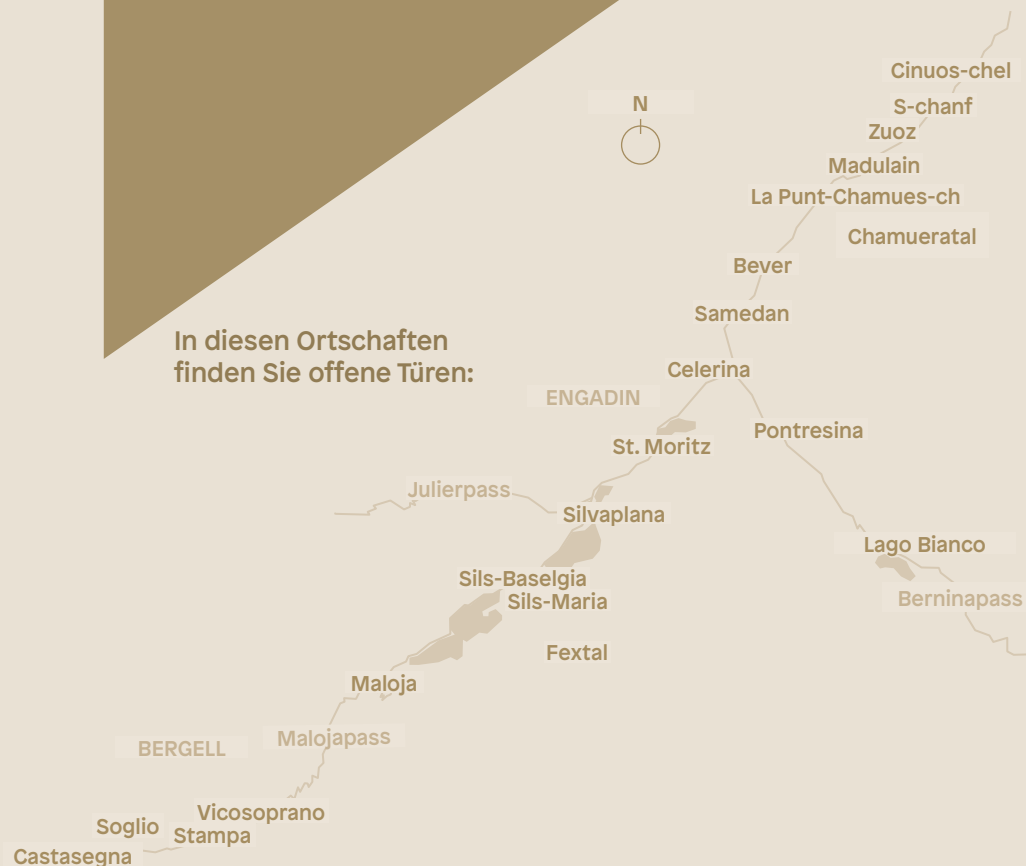 Cinuos-chel
N
S-chanf
Zuoz
Madulain
La Punt-Chamues-ch
Chamueratal
Bever
Samedan
In diesen Ortschaften
finden Sie offene Türen:
Celerina
ENGADIN
Pontresina
St. Moritz
Julierpass
Silvaplana
Lago Bianco
Sils-Baselgia
Berninapass
Sils-Maria
Fextal
Maloja
Malojapass
BERGELL
Vicosoprano
Soglio
Stampa
Castasegna